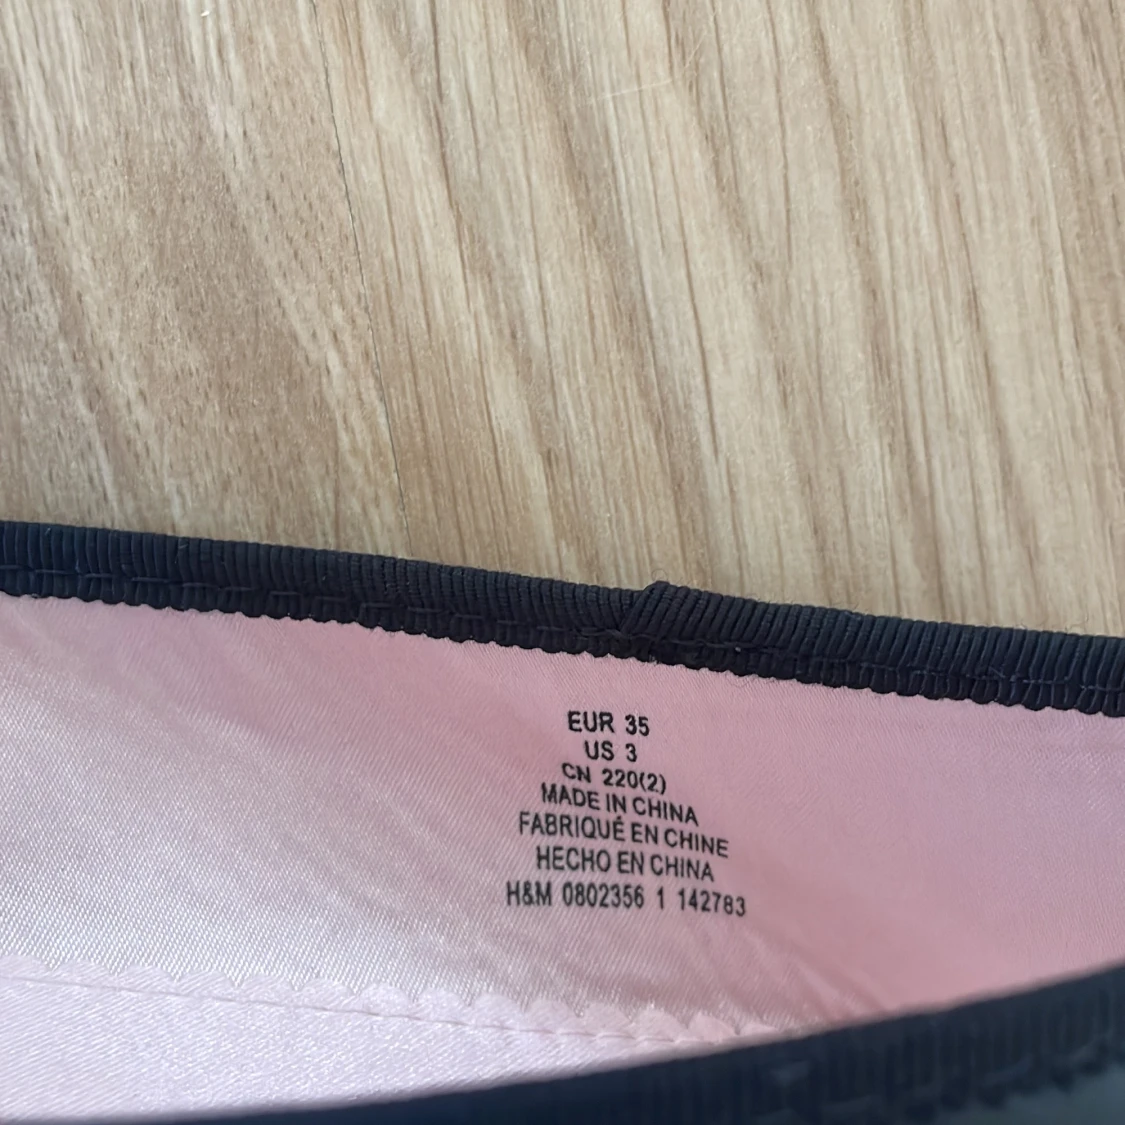 EUR 35
US 3
CN 220(2)
MADE IN CHINA
FABRIQUÉ EN CHINE
HECHO EN CHINA
H&M 0802356 1 142783